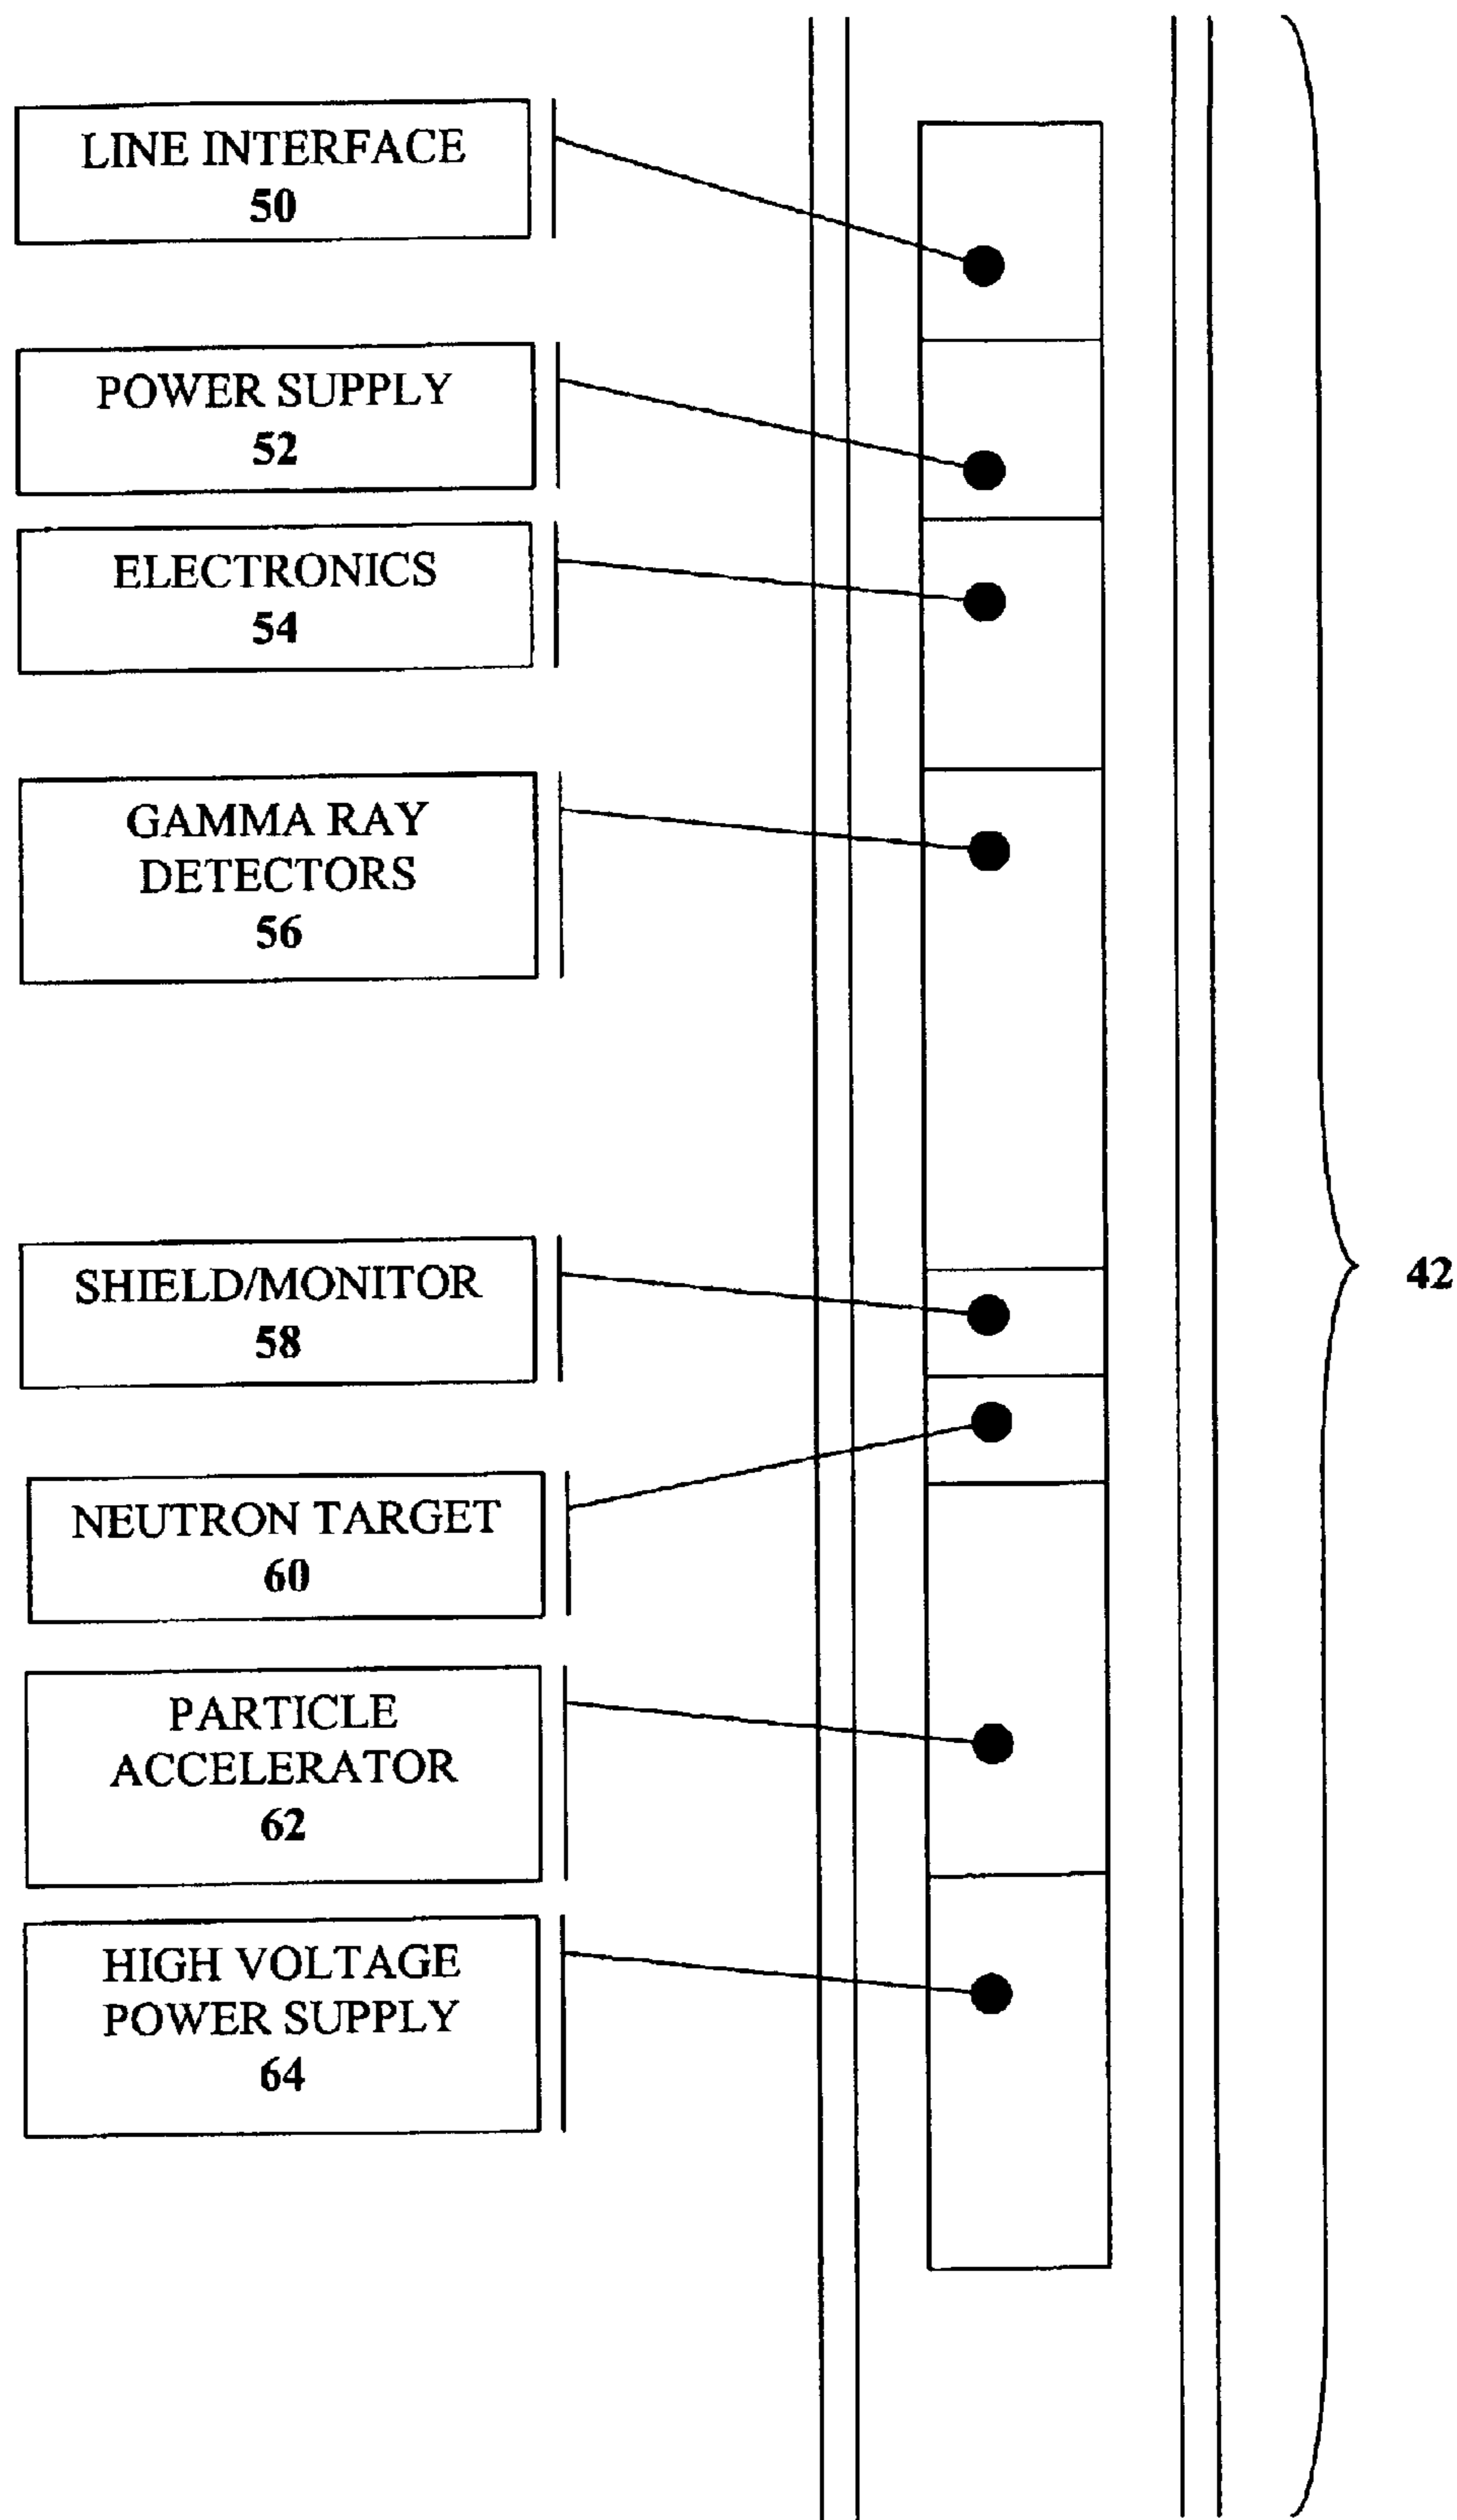 LINE INTERFACE
50
POWER SUPPLY
52
ELECTRONICS
54
GAMMA RAY
DETECTORS
56
SHIELD/MONITOR
58
42
NEUTRON TARGET
60
PARTICLE
ACCELERATOR
62
HIGH VOLTAGE
POWER SUPPLY
64